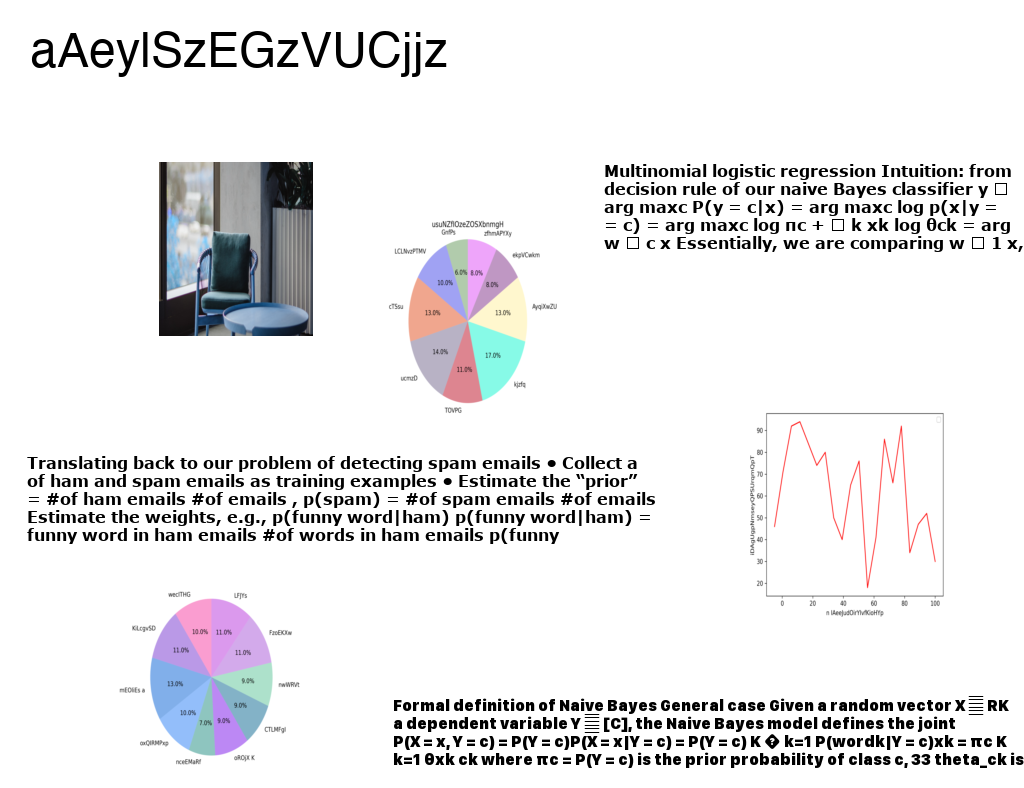 aAeylSzEGzVUCjjz
Multinomial logistic regression Intuition: from
decision rule of our naive Bayes classifier y □
arg maxc P(y = c|x) = arg maxc log p(x|y =
= c) = arg maxc log πc + □ k xk log θck = arg
w □ c x Essentially, we are comparing w □ 1 x,
usuNZfIOzeZOSXbnmgH
GnfPs
zfhmAPYXy
LCLNvzPTMV
ekpVCwkm
6.0%
8.0%
10.0%
8.0%
cTSsu
13.0%
13.0%
AyqiXwZU
14.0%
17.0%
11.0%
ucmzD
kjzfq
TOVPG
90
80
70
60
50
40
30
20
0
20
40
60
80
100
Translating back to our problem of detecting spam emails • Collect a
of ham and spam emails as training examples • Estimate the “prior”
= #of ham emails #of emails , p(spam) = #of spam emails #of emails
Estimate the weights, e.g., p(funny word|ham) p(funny word|ham) =
funny word in ham emails #of words in ham emails p(funny
weclTHG
LFJYs
KiLcgvSD
10.0%
11.0%
FzoEKXw
11.0%
11.0%
mEOliEs a
13.0%
9.0%
nwWRVt
10.0%
9.0%
7.0%
9.0%
CTLMFgl
oxQIRMPxp
nceEMaRf
oROjX K
Formal definition of Naive Bayes General case Given a random vector X □ RK
a dependent variable Y □ [C], the Naive Bayes model defines the joint
P(X = x, Y = c) = P(Y = c)P(X = x|Y = c) = P(Y = c) K � k=1 P(wordk|Y = c)xk = πc K
k=1 θxk ck where πc = P(Y = c) is the prior probability of class c, 33 theta_ck is